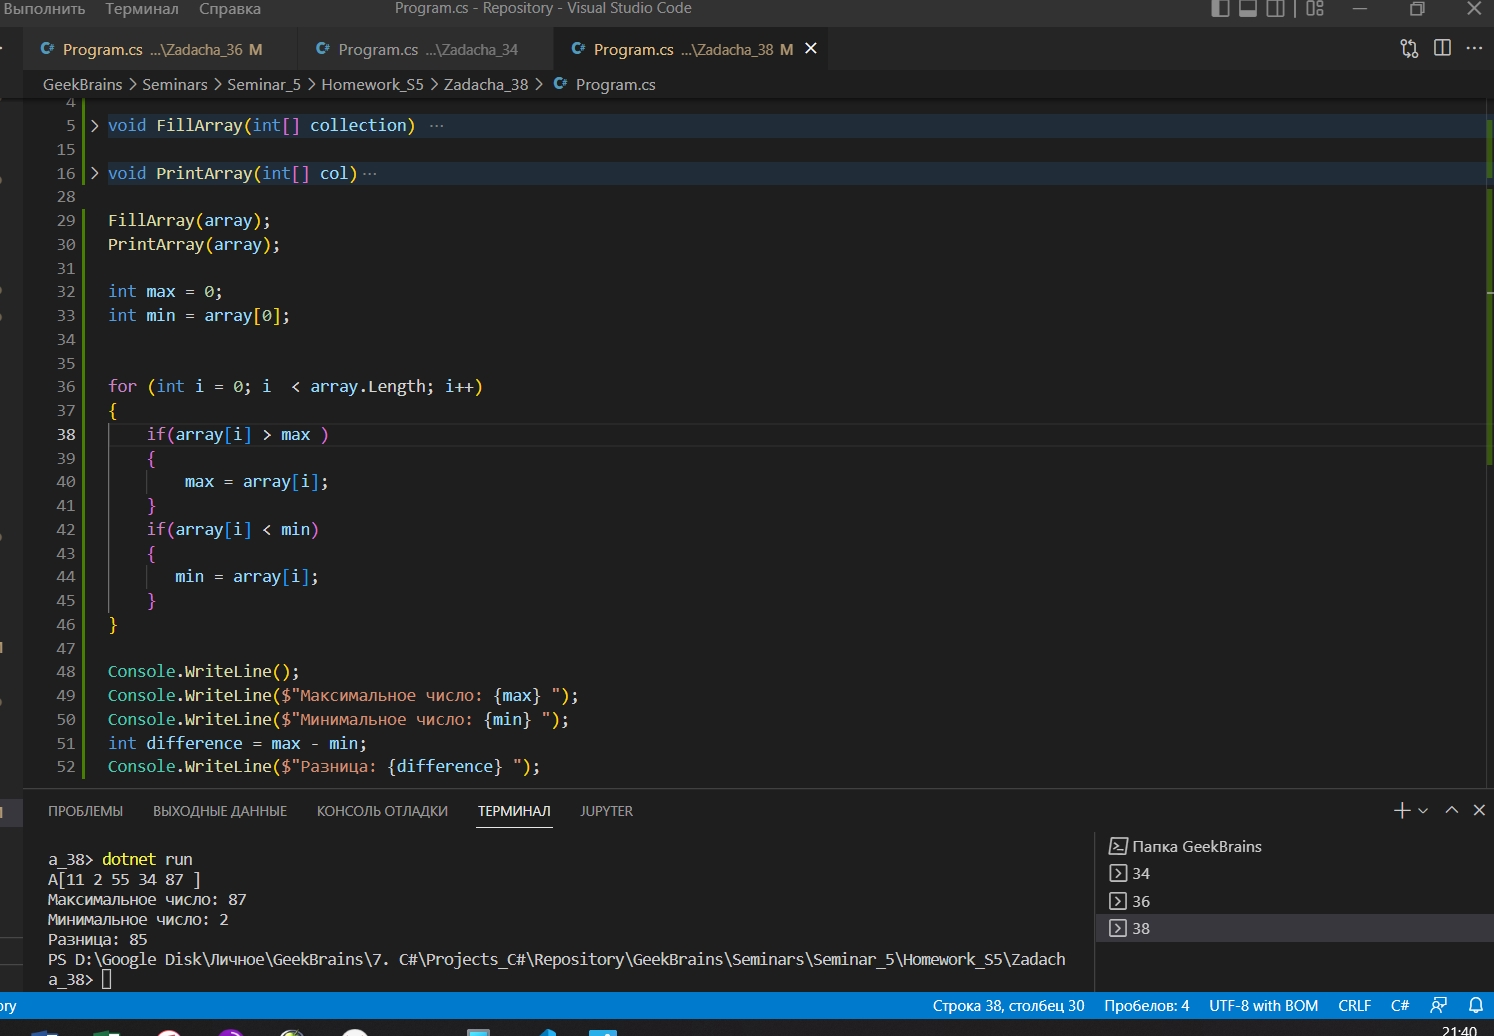 Выполнить Терминал Справка Program.cs - Repository - Visual Studio Code
Program.cs ...\Zadacha_36 M Program.cs ...\Zadacha_34 Program.cs ...\Zadacha_38 M
GeekBrains > Seminars > Seminar_5 > Homework_S5 > Zadacha_38 > Program.cs
4
5 void FillArray(int[] collection) ...
15
16 void PrintArray(int[] col) ...
28
29 FillArray(array);
30 PrintArray(array);
31
32 int max = 0;
33 int min = array[0];
34
35
36 for (int i = 0; i  < array.Length; i++)
37 {
38     if(array[i] > max )
39     {
40         max = array[i];
41     }
42     if(array[i] < min)
43     {
44        min = array[i];
45     }
46 }
47
48 Console.WriteLine();
49 Console.WriteLine($"Максимальное число: {max} ");
50 Console.WriteLine($"Минимальное число: {min} ");
51 int difference = max - min;
52 Console.WriteLine($"Разница: {difference} ");
ПРОБЛЕМЫ ВЫХОДНЫЕ ДАННЫЕ КОНСОЛЬ ОТЛАДКИ ТЕРМИНАЛ JUPYTER
a_38> dotnet run
A[11 2 55 34 87 ]
Максимальное число: 87
Минимальное число: 2
Разница: 85
PS D:\Google Disk\Личное\GeekBrains\7. C#\Projects_C#\Repository\GeekBrains\Seminars\Seminar_5\Homework_S5\Zadach
a_38>
Папка GeekBrains
34
36
38
ory Строка 38, столбец 30 Пробелов: 4 UTF-8 with BOM CRLF C#
21:40